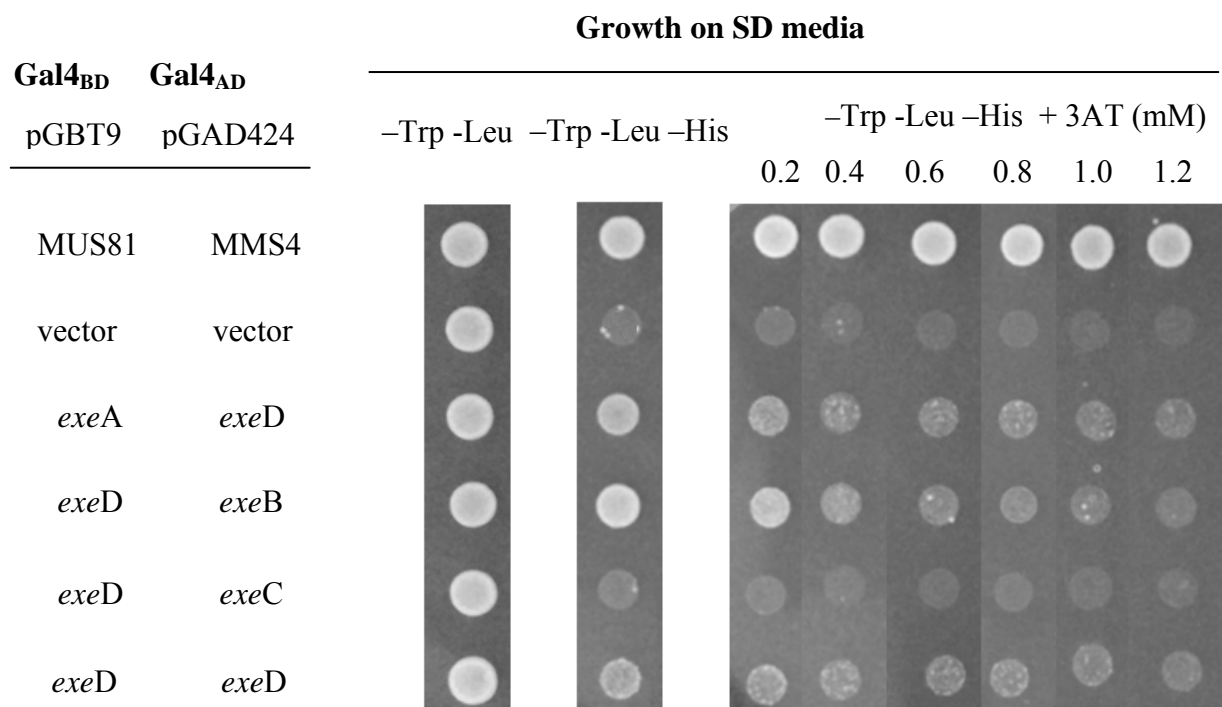 Growth on SD media
Gal4BD Gal4AD
pGBT9 pGAD424
–Trp -Leu –Trp -Leu –His –Trp -Leu –His + 3AT (mM)
0.2 0.4 0.6 0.8 1.0 1.2
MUS81 MMS4
vector vector
exeA exeD
exeD exeB
exeD exeC
exeD exeD